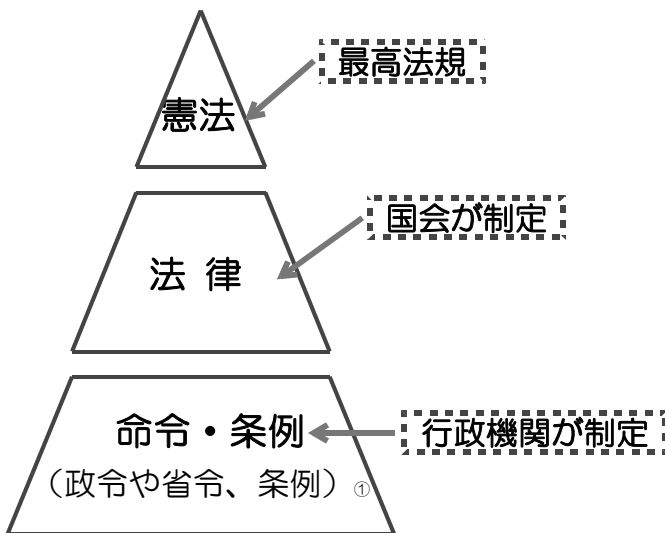 最高法規
憲法
国会が制定
法律
命令・条例
行政機関が制定
（政令や省令、条例）①